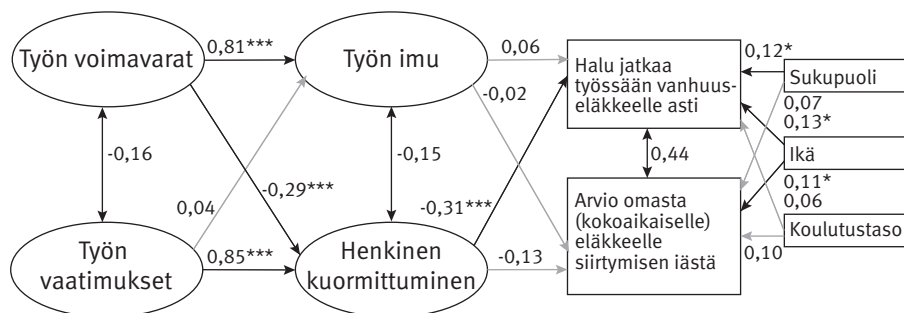 Työn voimavarat
0,81***
Työn imu
0,06
Halu jatkaa
työssään vanhuus-
eläkkeelle asti
0,12*
Sukupuoli
-0,02
0,07
0,13*
-0,16
-0,15
0,44
Ikä
-0,29***
0,04
-0,31***
0,11*
0,06
Työn
vaatimukset
0,85***
Henkinen
kuormittuminen
-0,13
Arvio omasta
(kokoaikaiselle)
eläkkeelle
siirtymisen iästä
0,10
Koulutustaso